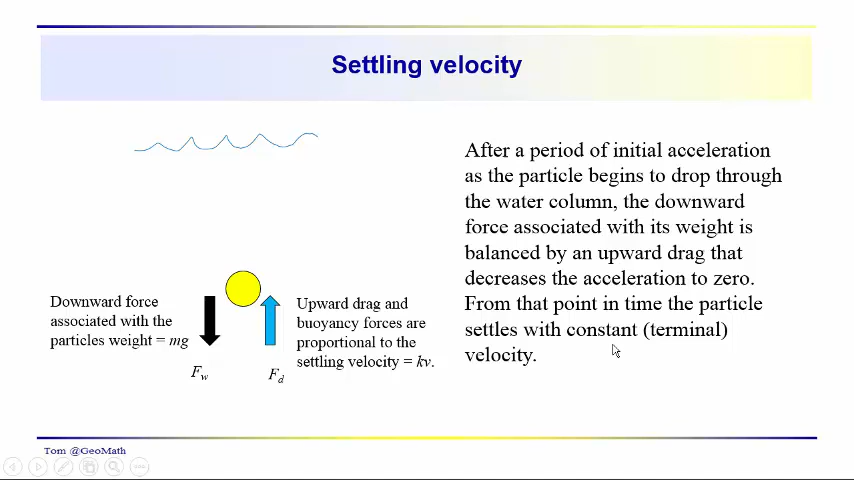 Settling velocity
After a period of initial acceleration
as the particle begins to drop through
the water column, the downward
force associated with its weight is
balanced by an upward drag that
decreases the acceleration to zero.
From that point in time the particle
settles with constant (terminal)
velocity.
Downward force
associated with the
particles weight = mg
Upward drag and
buoyancy forces are
proportional to the
settling velocity = kv.
Fw
Fd
Tom @GeoMath